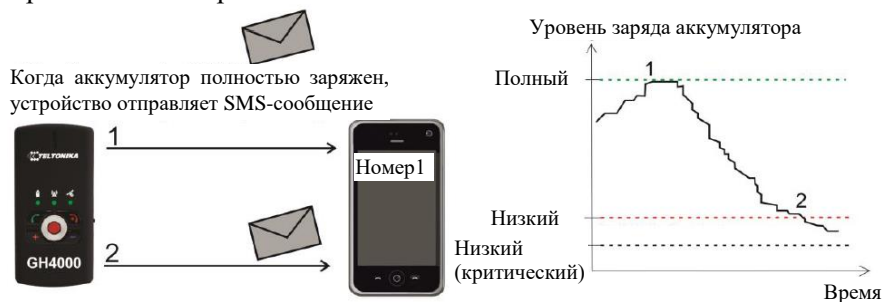 Когда аккумулятор полностью заряжен,
устройство отправляет SMS-сообщение
TELTONIKA
GH4000
1
2
Номер1
Уровень заряда аккумулятора
Полный
1
Низкий
2
Низкий
(критический)
Время